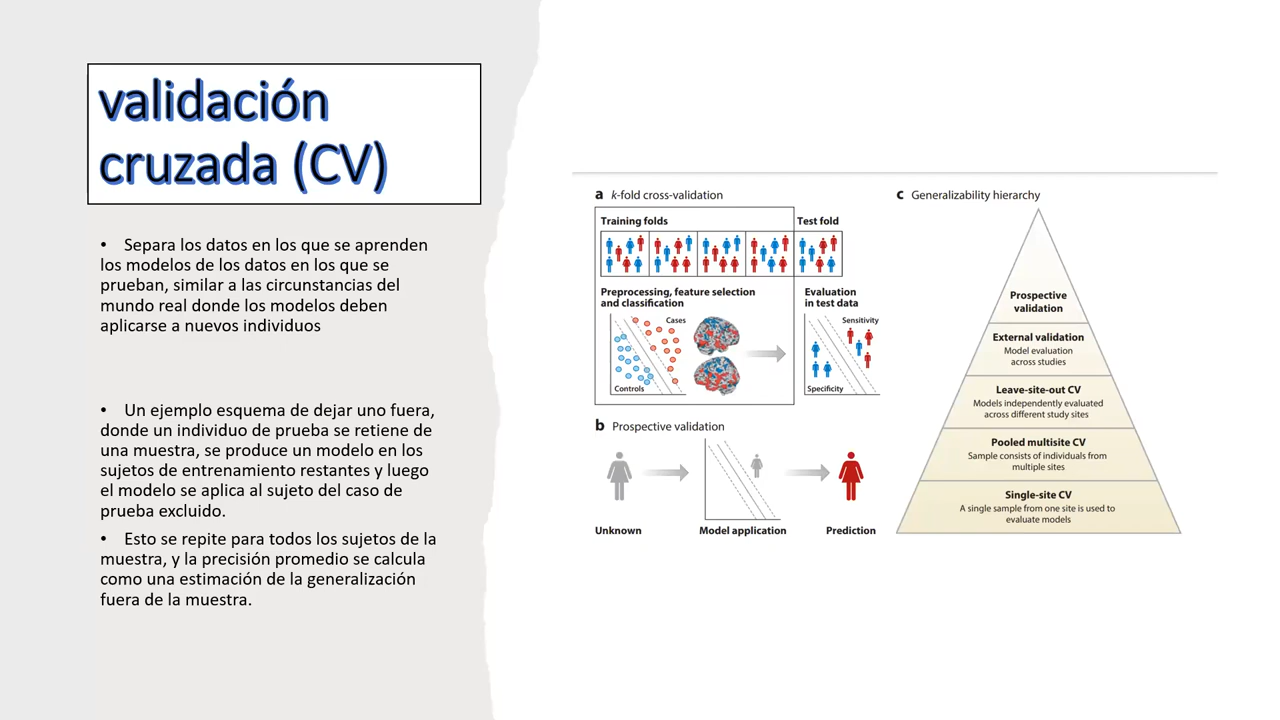 validación
cruzada (CV)
• Separa los datos en los que se aprenden
los modelos de los datos en los que se
prueban, similar a las circunstancias del
mundo real donde los modelos deben
aplicarse a nuevos individuos
• Un ejemplo esquema de dejar uno fuera,
donde un individuo de prueba se retiene de
una muestra, se produce un modelo en los
sujetos de entrenamiento restantes y luego
el modelo se aplica al sujeto del caso de
prueba excluido.
• Esto se repite para todos los sujetos de la
muestra, y la precisión promedio se calcula
como una estimación de la generalización
fuera de la muestra.
a k-fold cross-validation
Training folds
Test fold
Preprocessing, feature selection
and classification
Cases
Controls
Evaluation
in test data
Sensitivity
Specificity
b Prospective validation
Unknown
Model application
Prediction
c Generalizability hierarchy
Prospective
validation
External validation
Model evaluation
across studies
Leave-site-out CV
Models independently evaluated
across different study sites
Pooled multisite CV
Sample consists of individuals from
multiple sites
Single-site CV
A single sample from one site is used to
evaluate models